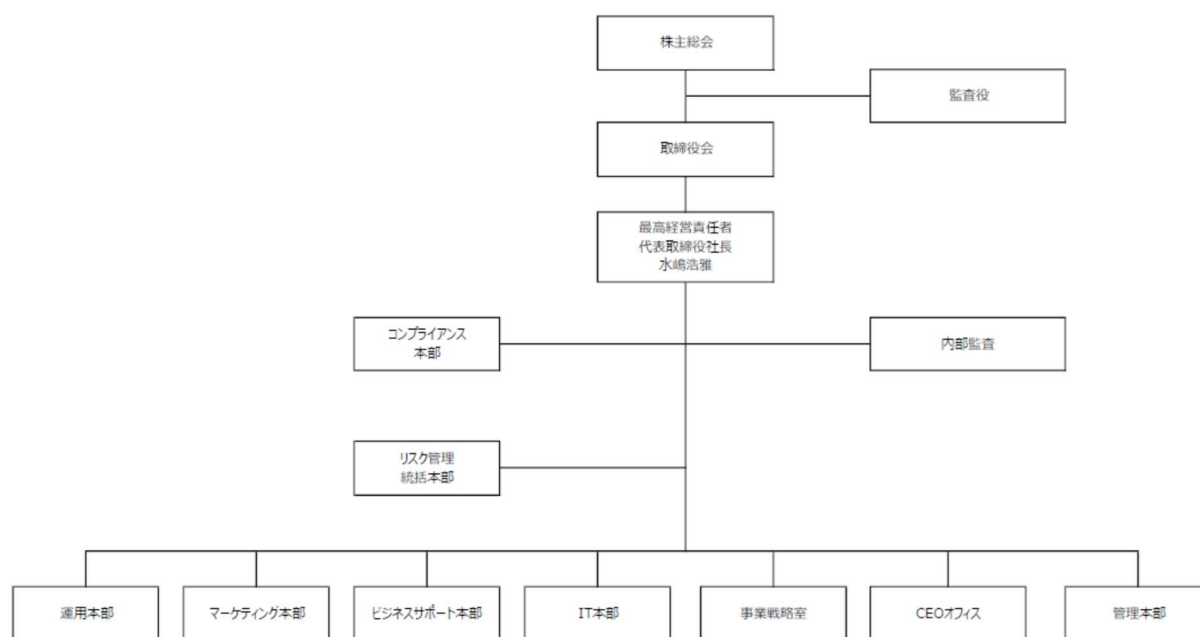 株主総会
監査役
取締役会
最高経営責任者
代表取締役社長
水嶋浩雅
コンプライアンス
本部
内部監査
リスク管理
統括本部
運用本部
マーケティング本部
ビジネスサポート本部
IT本部
事業戦略室
CEOオフィス
管理本部